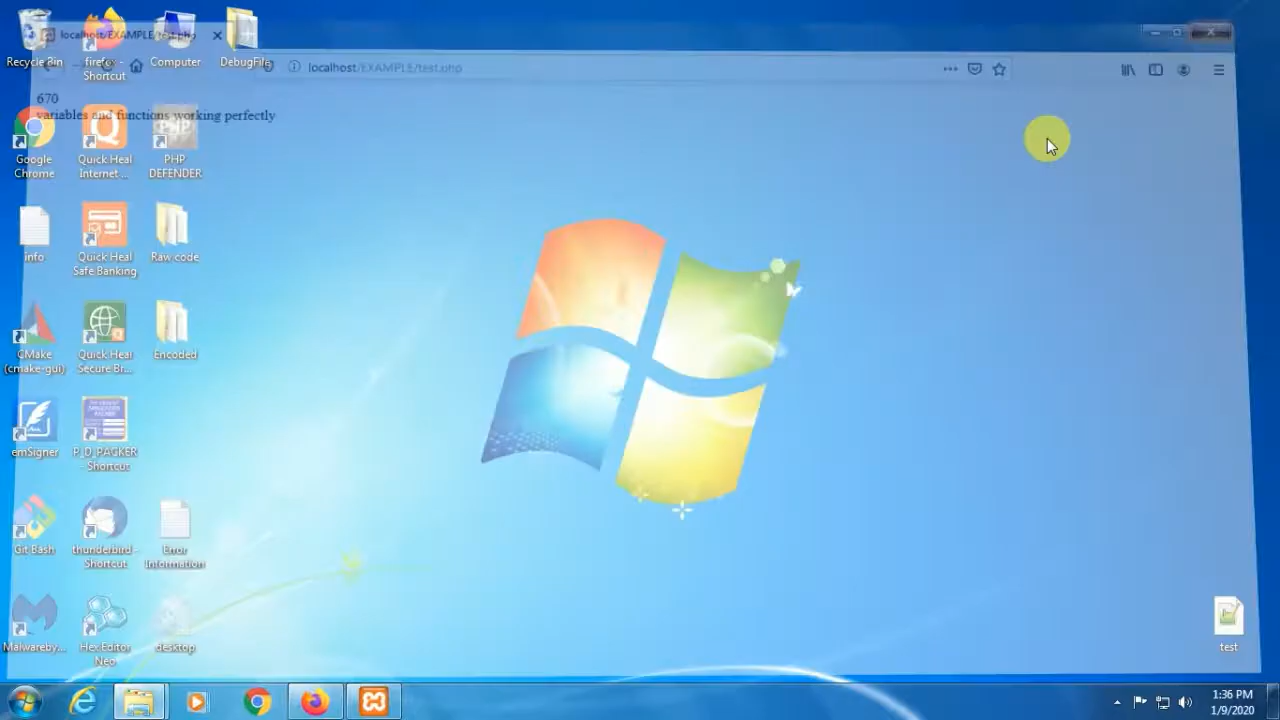 localhost/EXAMPLE/test.php
localhost/EXAMPLE/test.php
670
variables and functions working perfectly
Recycle Bin
firefox - Shortcut
Computer
DebugFile
Google Chrome
Quick Heal Internet ...
PHP DEFENDER
info
Quick Heal Safe Banking
Raw code
CMake (cmake-gui)
Quick Heal Secure Br...
Encoded
emSigner
P_D_PACKER - Shortcut
Git Bash
thunderbird - Shortcut
Error Information
Malwareby...
Hex Editor Neo
desktop
test
1:36 PM
1/9/2020